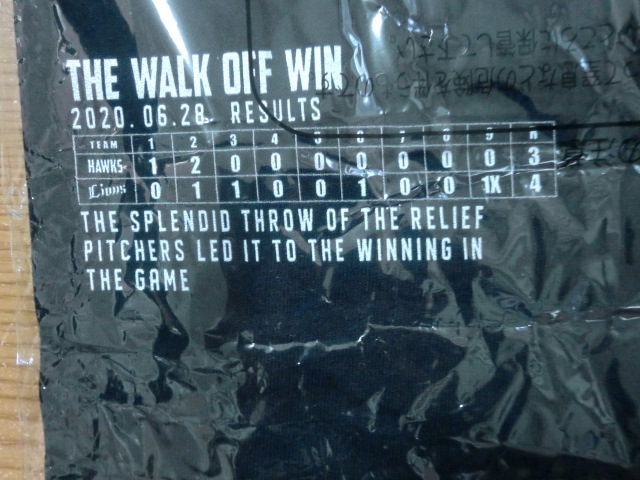 THE WALK OFF WIN
2020.06.28 RESULTS
TEAM 1 2 3 4 5 6 7 8 9 R
HAWKS 1 2 0 0 0 0 0 0 0 3
Lions 0 1 1 0 0 1 0 0 1X 4
THE SPLENDID THROW OF THE RELIEF
PITCHERS LED IT TO THE WINNING IN
THE GAME